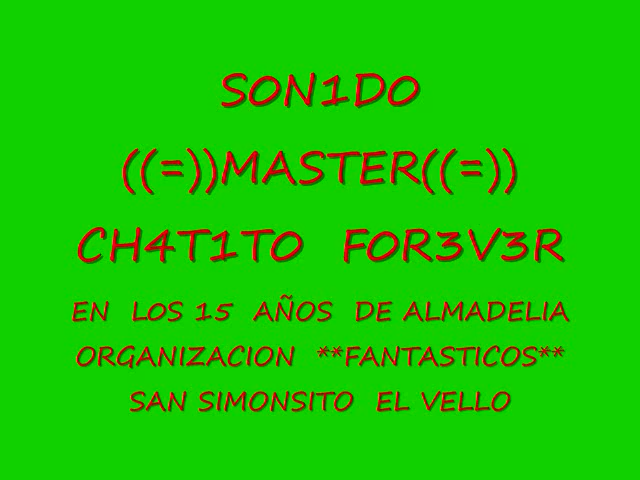 SON1DO
((=))MASTER((=))
CH4T1TO FOR3V3R
EN LOS 15 AÑOS DE ALMADELIA
ORGANIZACION **FANTASTICOS**
SAN SIMONSITO EL VELLO